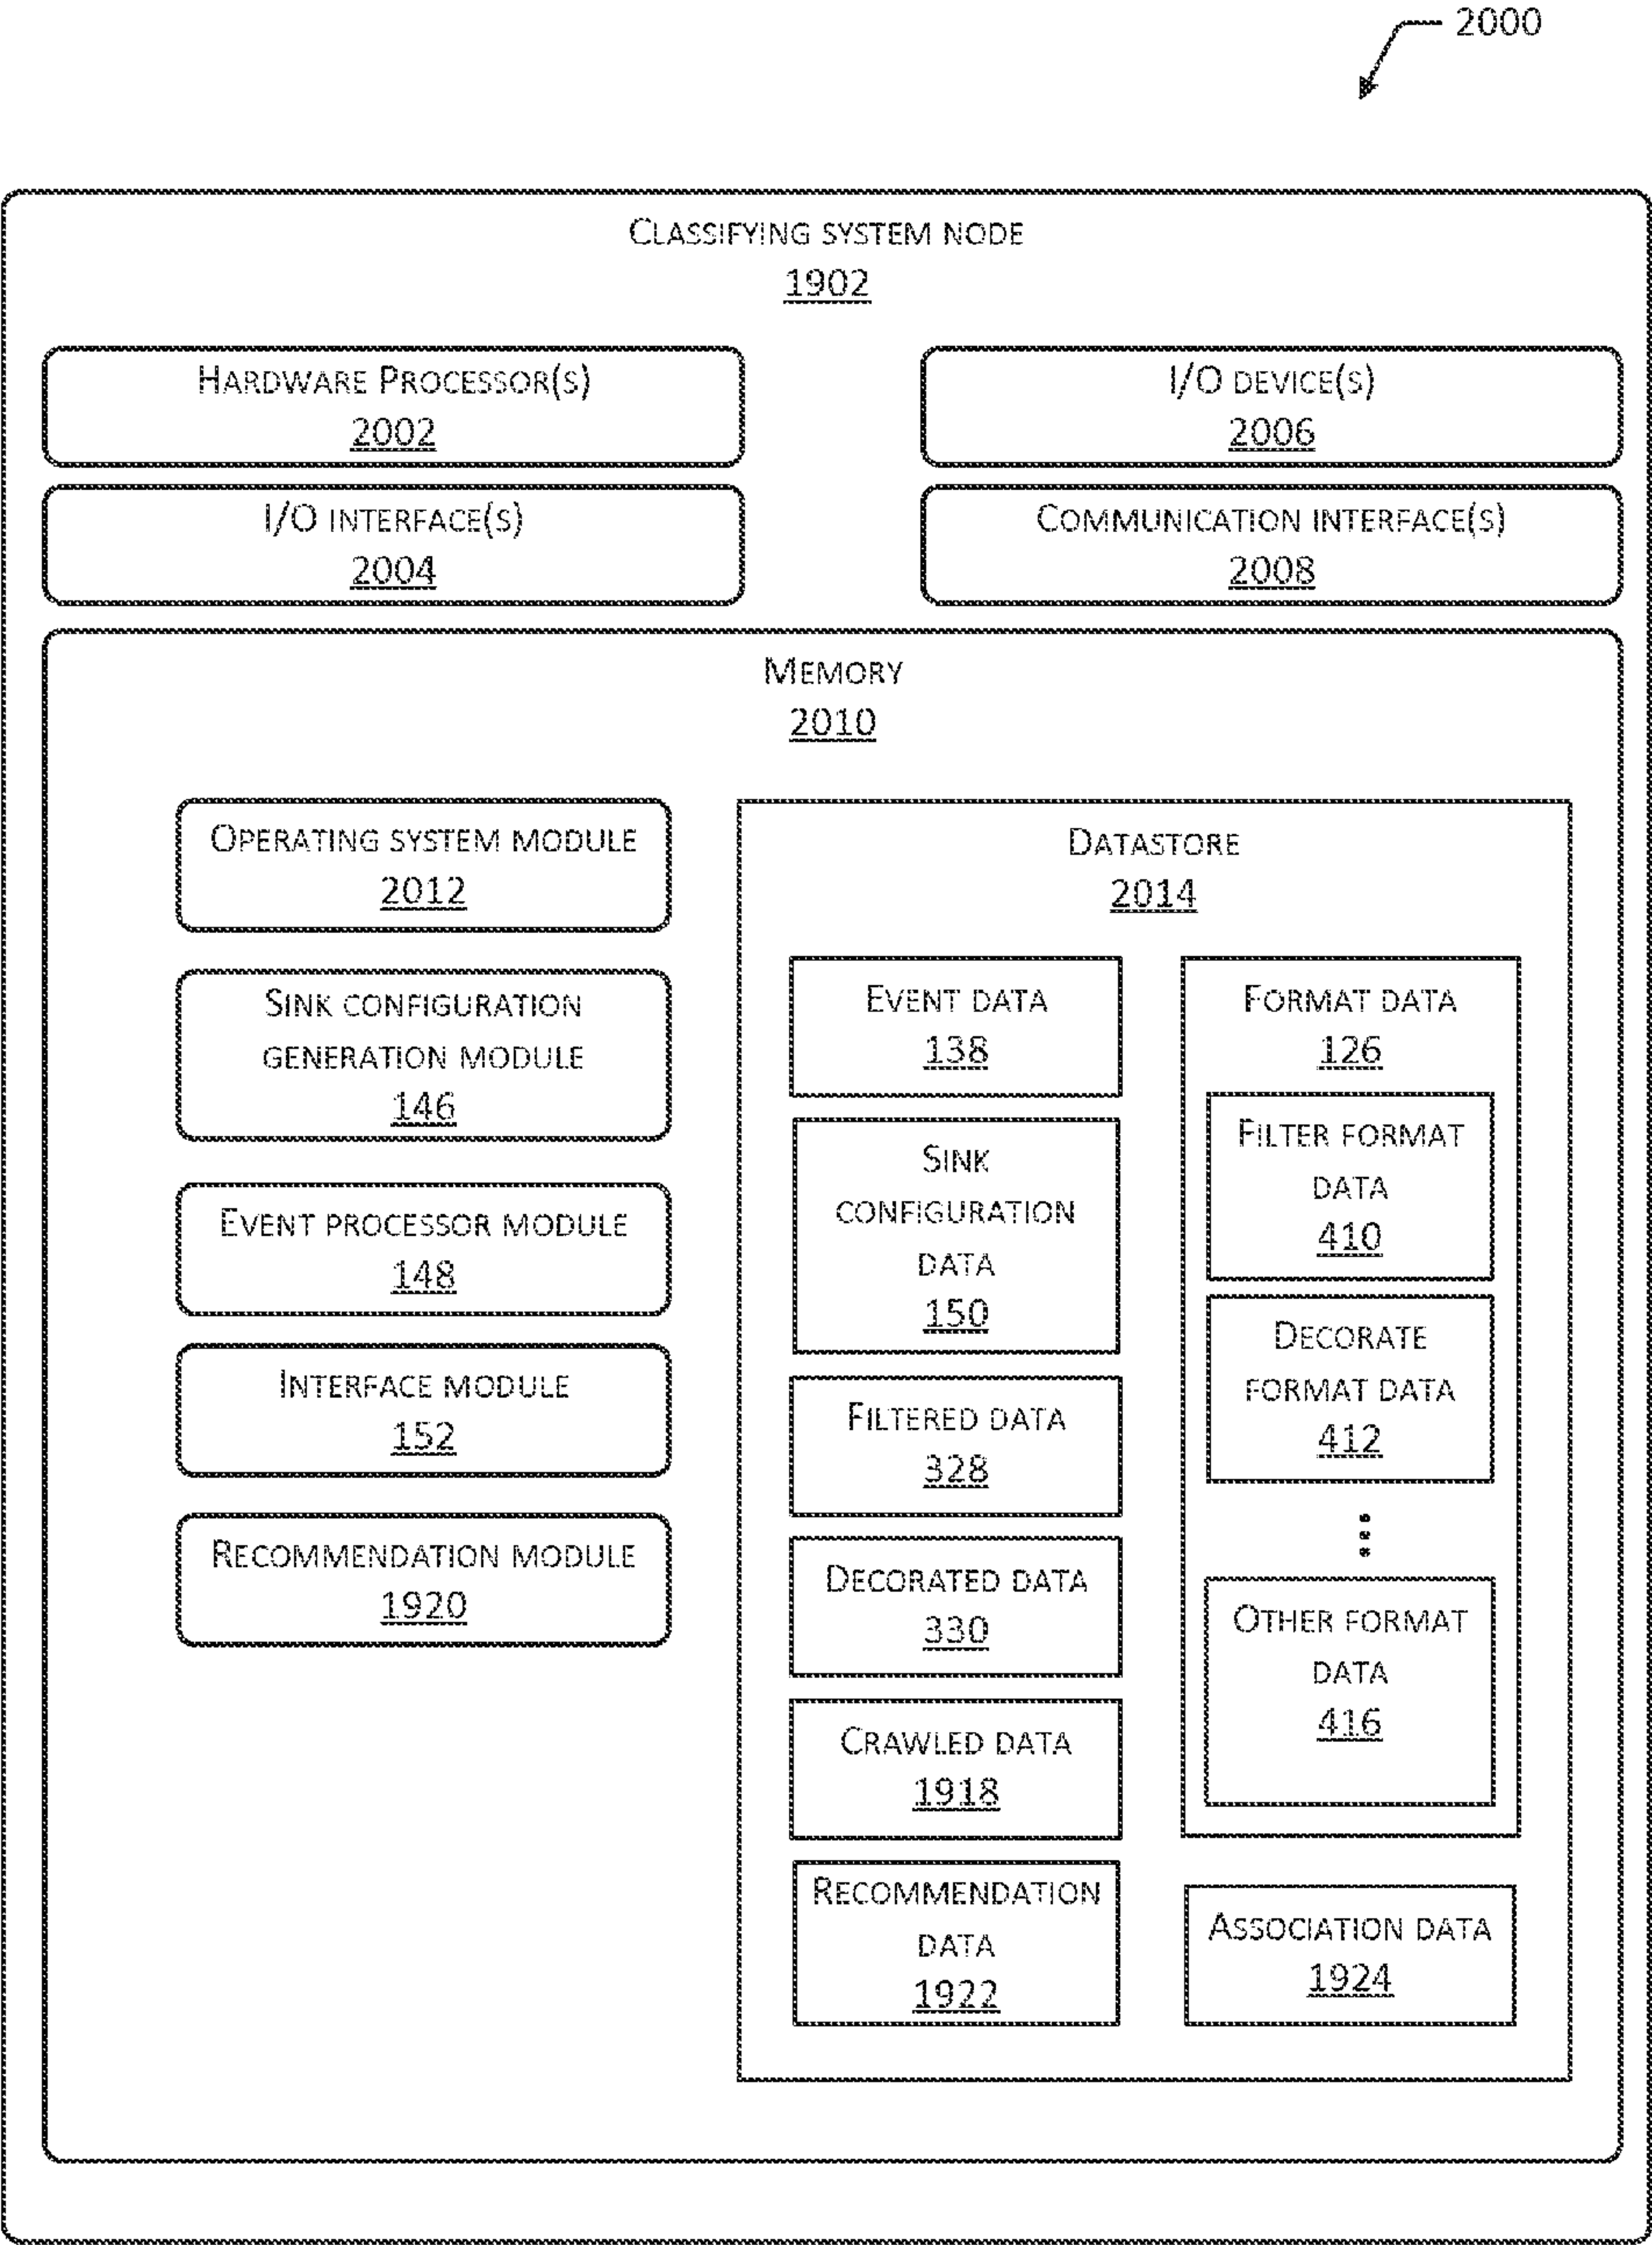 2000
Classifying system node
1902
Hardware Processor(s)
2002
I/O device(s)
2006
I/O interface(s)
2004
Communication interface(s)
2008
Memory
2010
Operating system module
2012
Sink configuration
generation module
146
Event processor module
148
Interface module
152
Recommendation module
1920
Datastore
2014
Event data
138
Sink
configuration
data
150
Filtered data
328
Decorated data
330
Crawled data
1918
Recommendation
data
1922
Format data
126
Filter format
data
410
Decorate
format data
412
Other format
data
416
Association data
1924